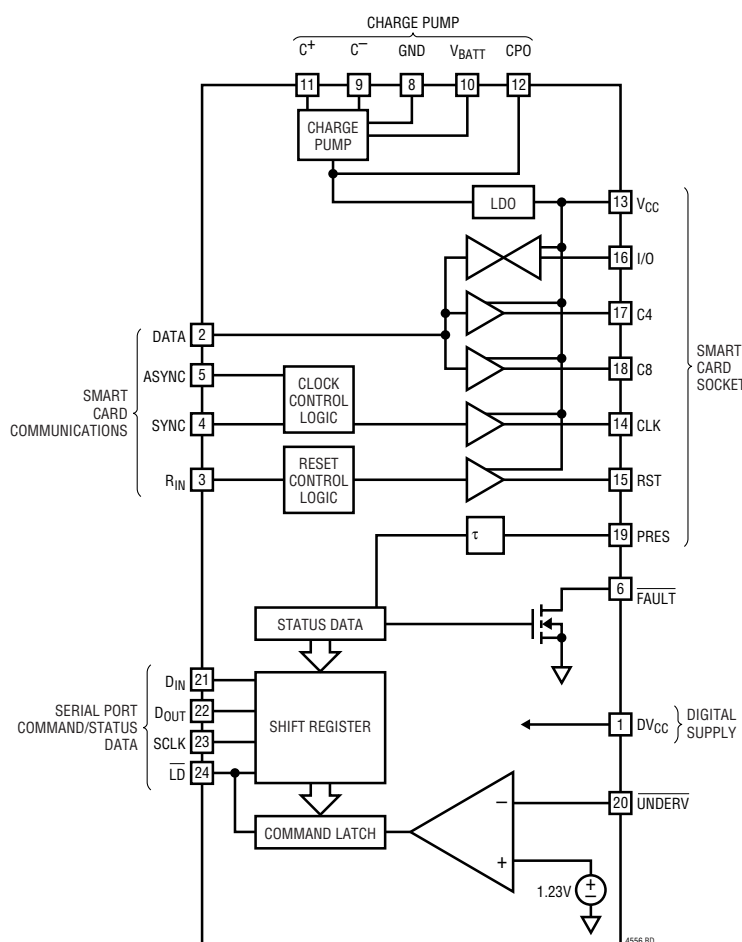 CHARGE PUMP
C+ C– GND VBATT CPO
11 9 8 10 12
CHARGE
PUMP
LDO
13 VCC
16 I/O
17 C4
18 C8
14 CLK
15 RST
19 PRES
SMART
CARD
SOCKET
DATA 2
ASYNC 5
SYNC 4
RIN 3
SMART
CARD
COMMUNICATIONS
CLOCK
CONTROL
LOGIC
RESET
CONTROL
LOGIC
τ
6 FAULT
STATUS DATA
DIN 21
DOUT 22
SCLK 23
LD 24
SERIAL PORT
COMMAND/STATUS
DATA
SHIFT REGISTER
1 DVCC
DIGITAL
SUPPLY
20 UNDERV
COMMAND LATCH
–
+
1.23V
+
–
4556 BD